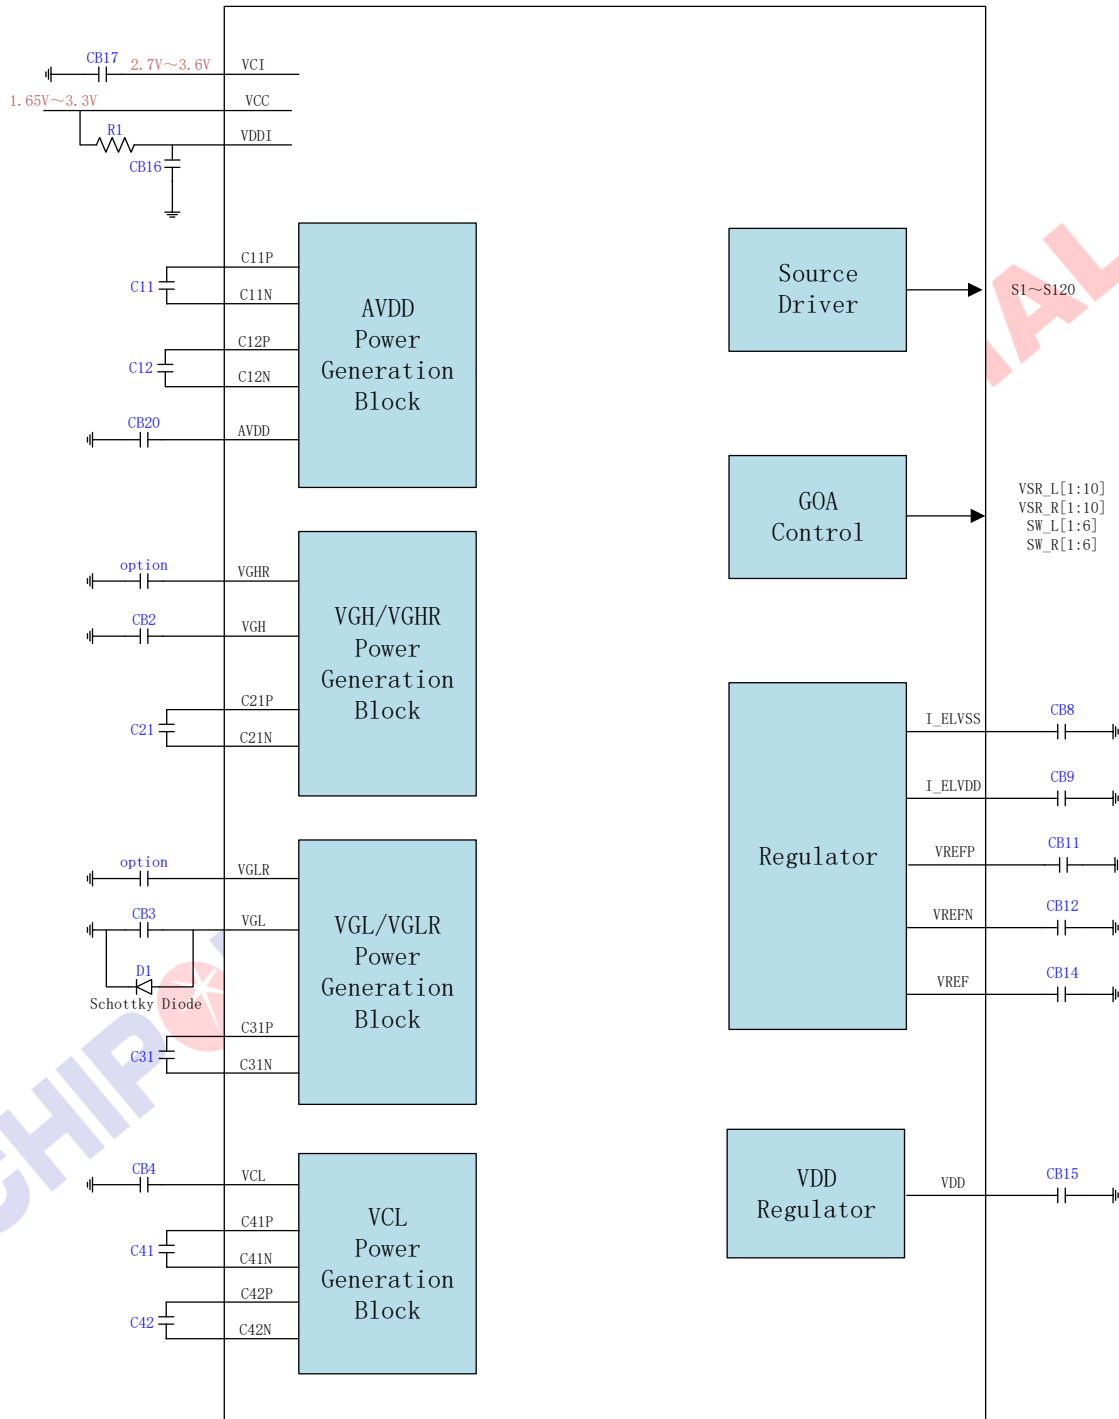 CB17
2.7V~3.6V
VCI
1.65V~3.3V
VCC
R1
VDDI
CB16
C11P
C11
C11N
C12P
C12
C12N
CB20
AVDD
AVDD
Power
Generation
Block
Source
Driver
S1~S120
GOA
Control
VSR_L[1:10]
VSR_R[1:10]
SW_L[1:6]
SW_R[1:6]
option
VGHR
CB2
VGH
C21P
C21
C21N
VGH/VGHR
Power
Generation
Block
Regulator
I_ELVSS
CB8
I_ELVDD
CB9
VREFP
CB11
VREFN
CB12
VREF
CB14
option
VGLR
CB3
VGL
D1
Schottky Diode
C31P
C31
C31N
VGL/VGLR
Power
Generation
Block
CB4
VCL
C41P
C41
C41N
C42P
C42
C42N
VCL
Power
Generation
Block
VDD
Regulator
VDD
CB15
CHIP